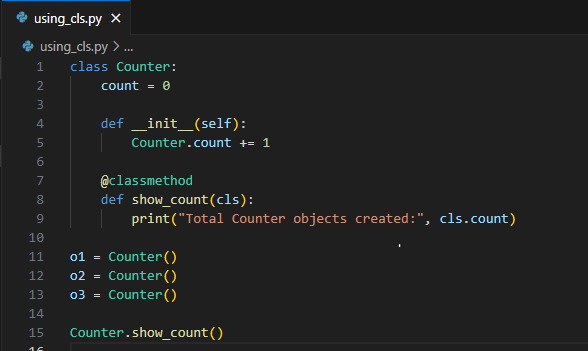 using_cls.py
using_cls.py > ...
1 class Counter:
2     count = 0
3
4     def __init__(self):
5         Counter.count += 1
6
7     @classmethod
8     def show_count(cls):
9         print("Total Counter objects created:", cls.count)
10
11 o1 = Counter()
12 o2 = Counter()
13 o3 = Counter()
14
15 Counter.show_count()
16